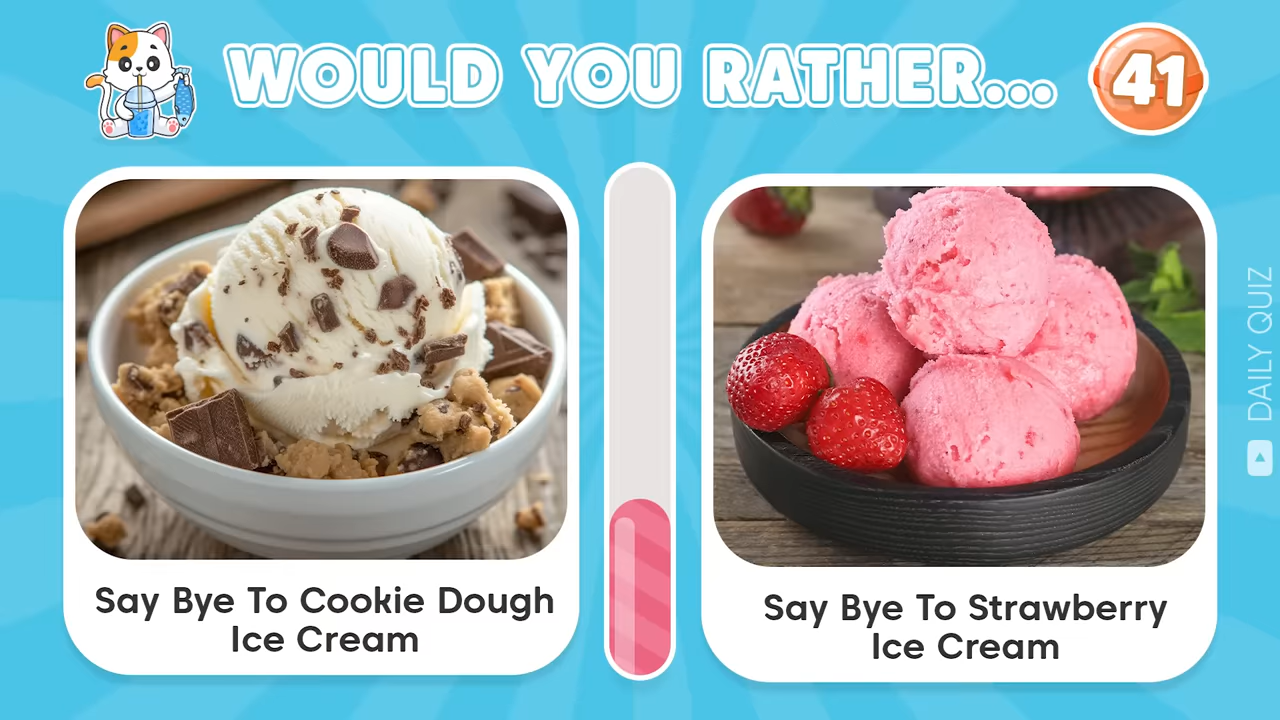 WOULD YOU RATHER...
41
Say Bye To Cookie Dough
Ice Cream
Say Bye To Strawberry
Ice Cream
DAILY QUIZ